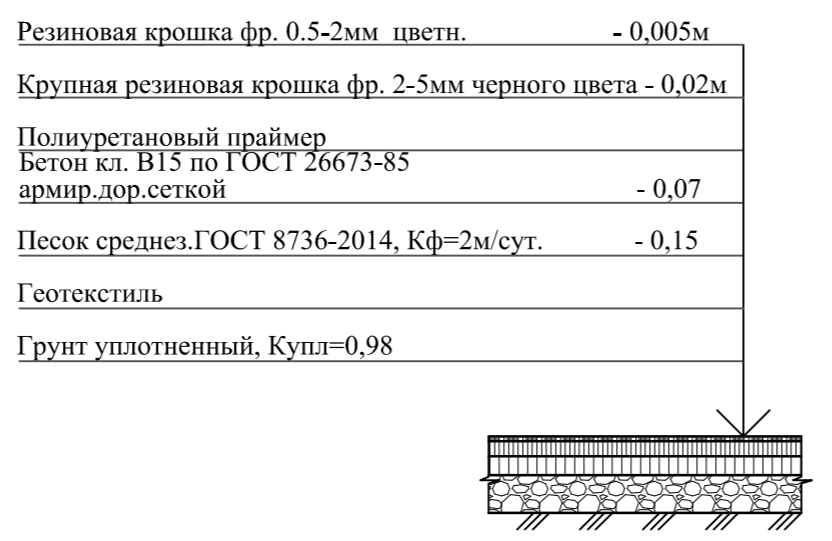 Резиновая крошка фр. 0.5-2мм цветн. - 0,005м
Крупная резиновая крошка фр. 2-5мм черного цвета - 0,02м
Полиуретановый праймер
Бетон кл. В15 по ГОСТ 26673-85
армир.дор.сеткой - 0,07
Песок среднез.ГОСТ 8736-2014, Кф=2м/сут. - 0,15
Геотекстиль
Грунт уплотненный, Купл=0,98